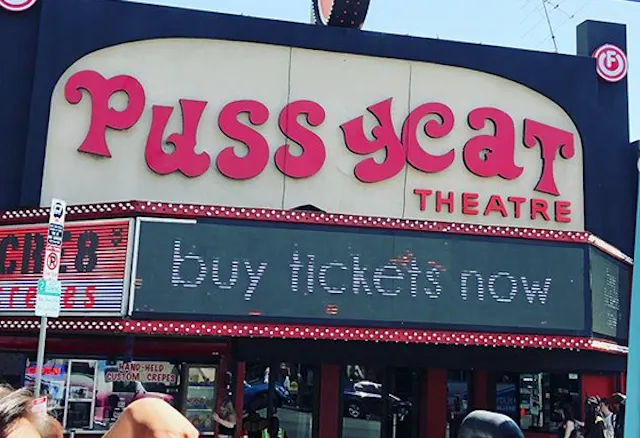 PUSSYCAT
THEATRE
buy tickets now
HAND-HELD
CUSTOM CREPES